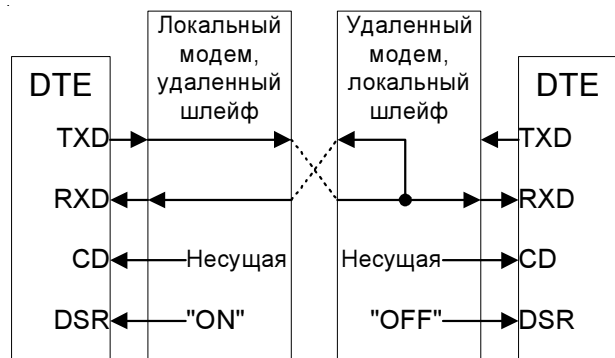 Локальный
модем,
удаленный
шлейф
Удаленный
модем,
локальный
шлейф
DTE
DTE
TXD
TXD
RXD
RXD
CD
Несущая
Несущая
CD
DSR
"ON"
"OFF"
DSR